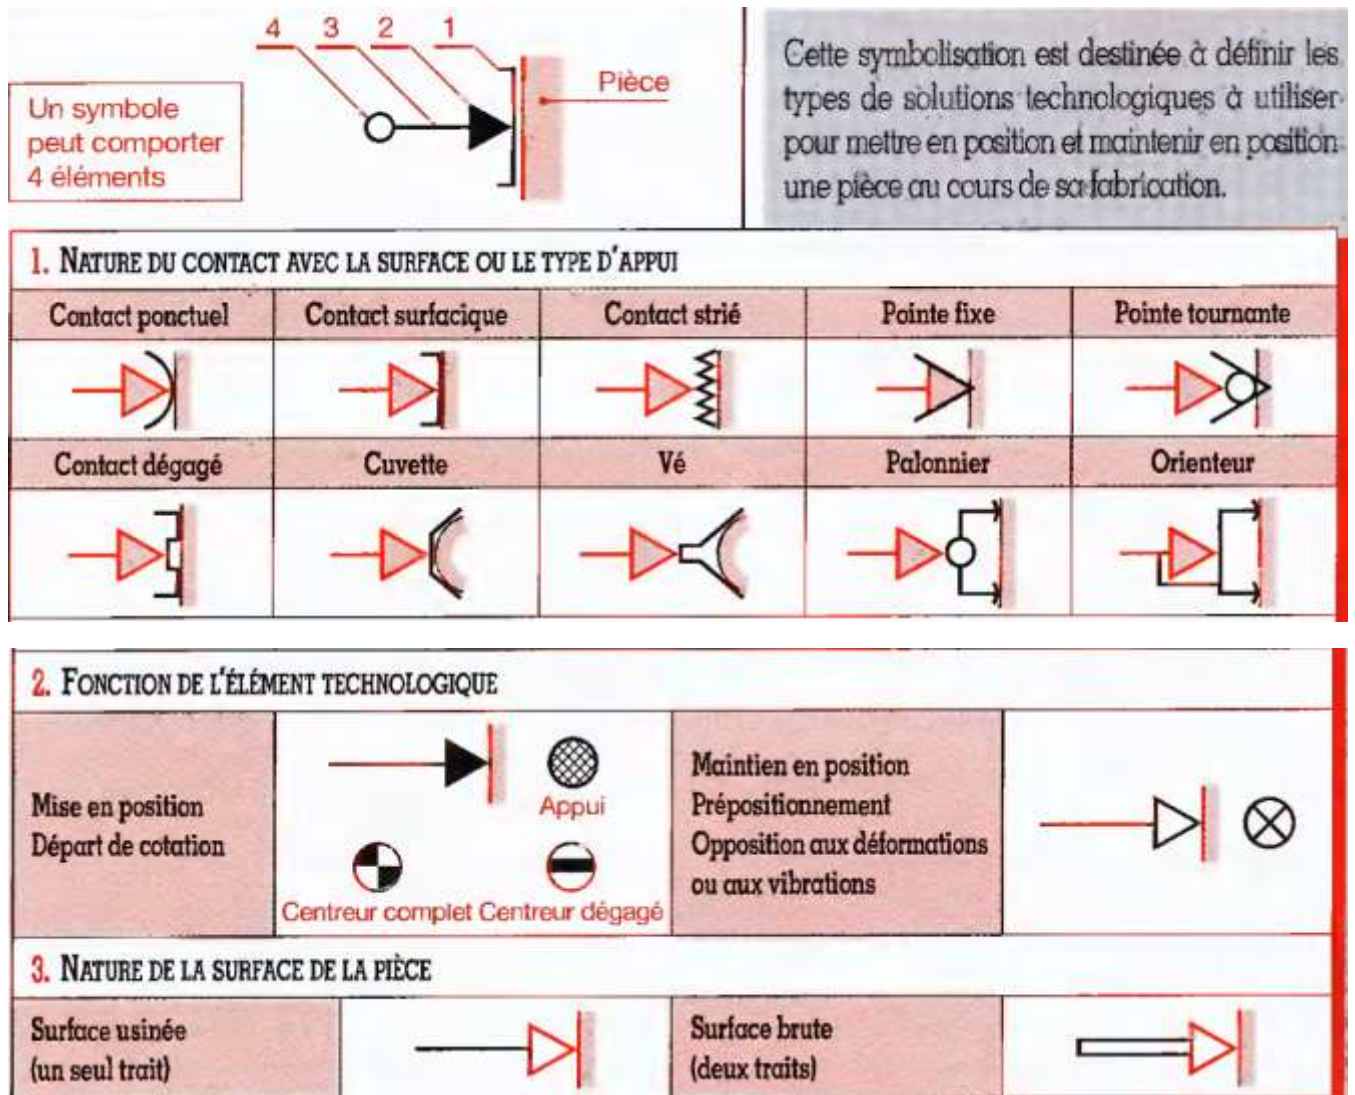 4 3 2 1
Pièce
Un symbole
peut comporter
4 éléments
Cette symbolisation est destinée à définir les
types de solutions technologiques à utiliser
pour mettre en position et maintenir en position
une pièce au cours de sa fabrication.
1. NATURE DU CONTACT AVEC LA SURFACE OU LE TYPE D'APPUI
Contact ponctuel Contact surfacique Contact strié Pointe fixe Pointe tournante
Contact dégagé Cuvette Vé Palonnier Orienteur
2. FONCTION DE L'ÉLÉMENT TECHNOLOGIQUE
Mise en position
Départ de cotation
Appui
Centreur complet Centreur dégagé
Maintien en position
Prépositionnement
Opposition aux déformations
ou aux vibrations
3. NATURE DE LA SURFACE DE LA PIÈCE
Surface usinée
(un seul trait)
Surface brute
(deux traits)